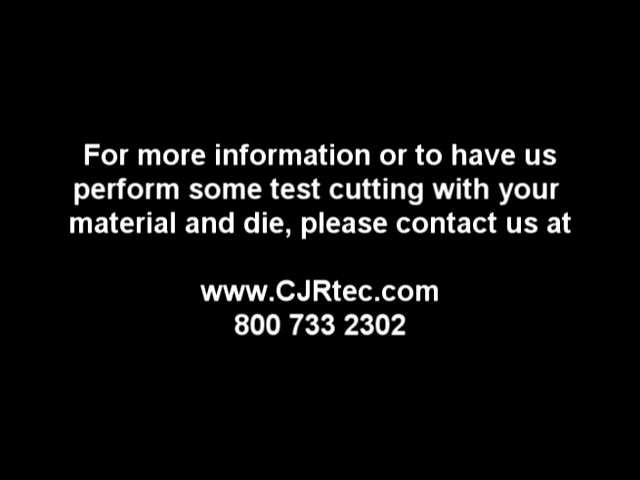 For more information or to have us
perform some test cutting with your
material and die, please contact us at
www.CJRtec.com
800 733 2302